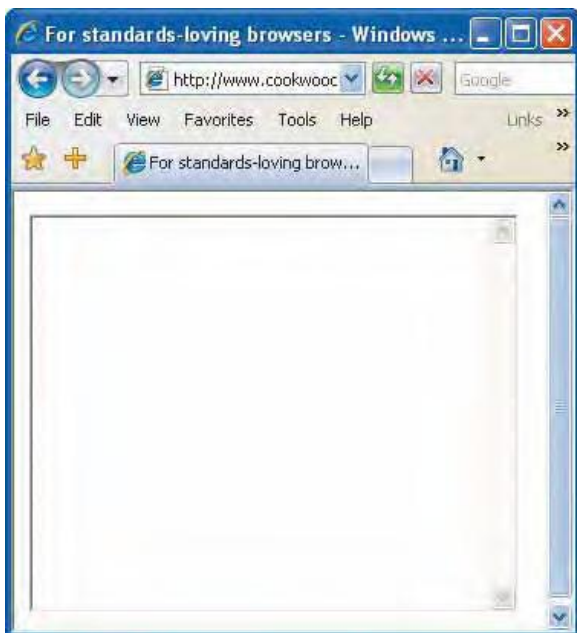 For standards-loving browsers - Windows ...
http://www.cookwooc
Google
File Edit View Favorites Tools Help Links »
For standards-loving brow... »